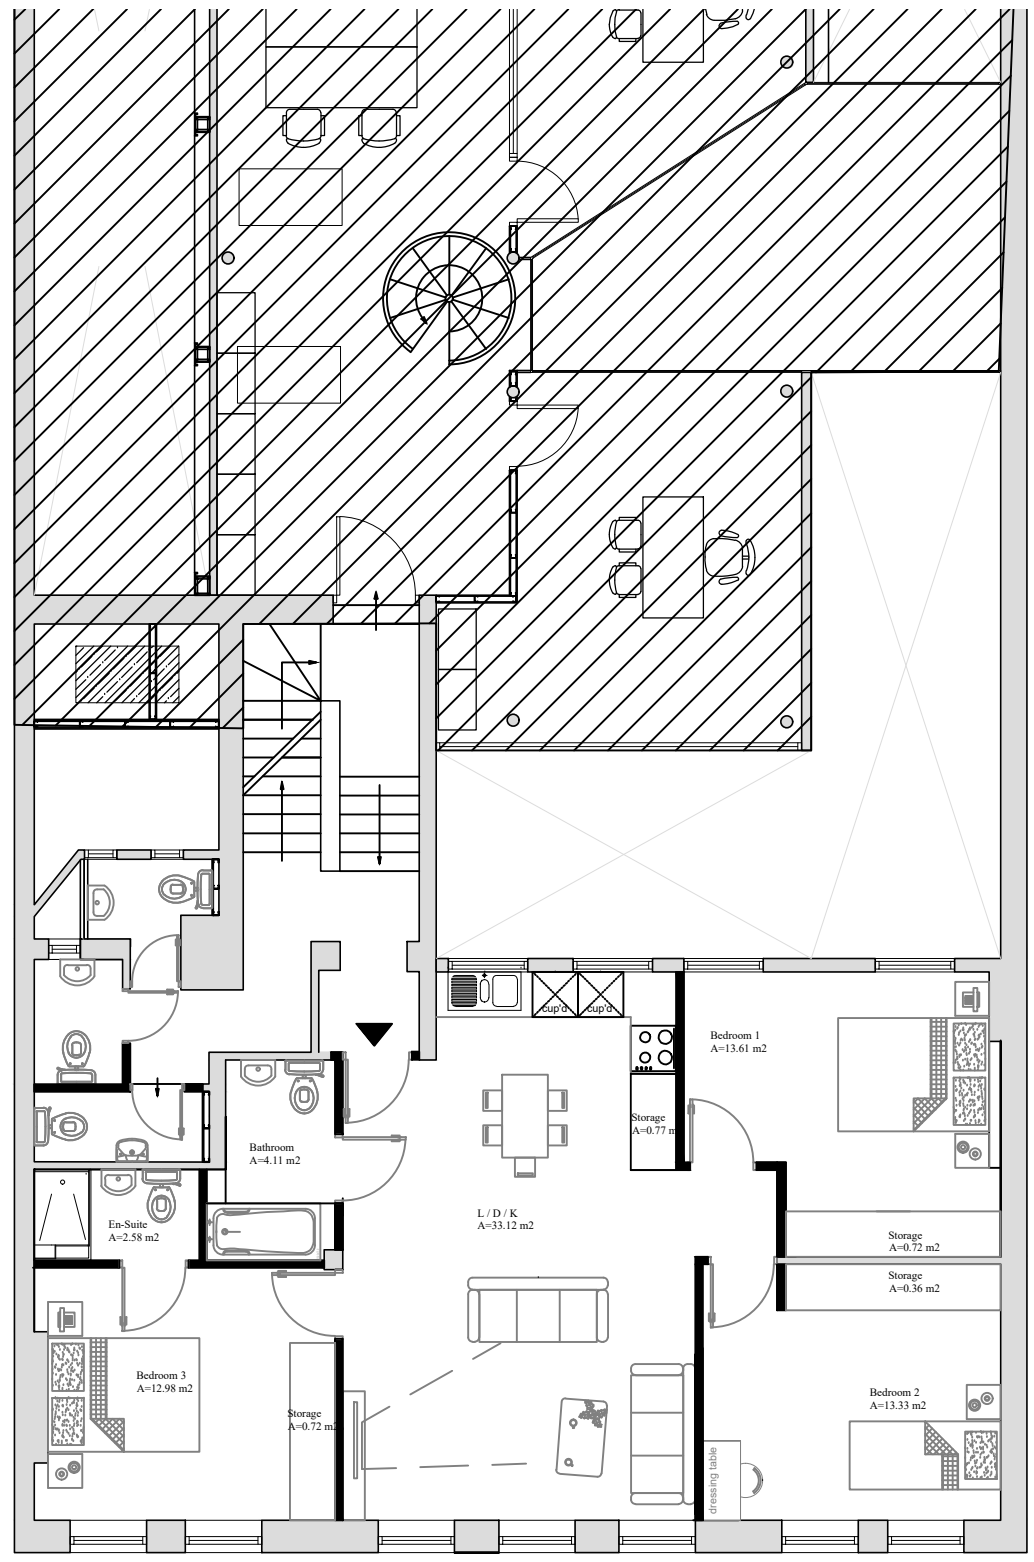 cup'd
cup'd
Bedroom 1
A=13.61 m2
Storage
A=0.77 m
Bathroom
A=4.11 m2
En-Suite
A=2.58 m2
L / D / K
A=33.12 m2
Storage
A=0.72 m2
Storage
A=0.36 m2
Bedroom 3
A=12.98 m2
Storage
A=0.72 m2
Bedroom 2
A=13.33 m2
dressing table